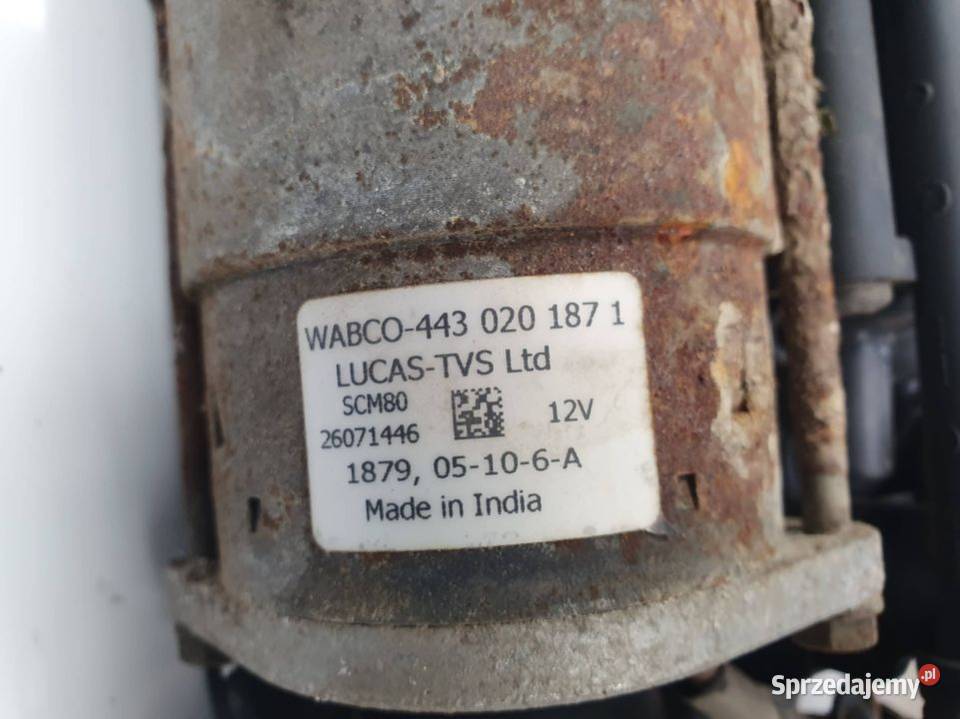 WABCO-443 020 187 1
LUCAS-TVS Ltd
SCM80
12V
26071446
1879, 05-10-6-A
Made in India
Sprzedajemy.pl